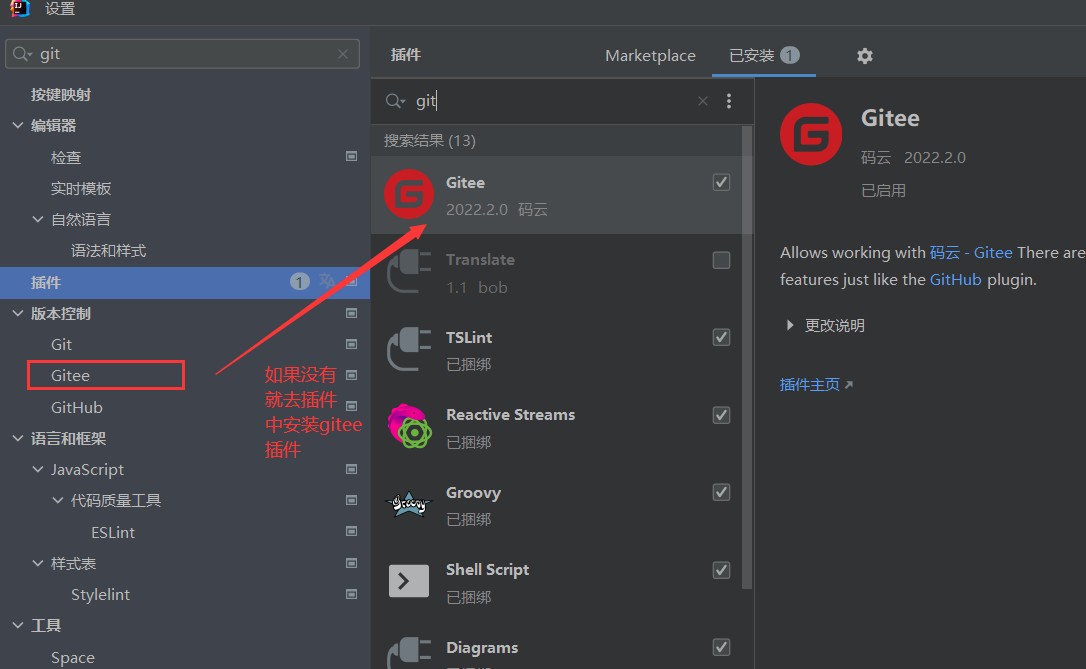 设置
git
按键映射
编辑器
检查
实时模板
自然语言
语法和样式
插件 1
版本控制
Git
Gitee
GitHub
语言和框架
JavaScript
代码质量工具
ESLint
样式表
Stylelint
工具
Space
如果没有
就去插件
中安装gitee
插件
插件 Marketplace 已安装 1
git
搜索结果 (13)
Gitee
2022.2.0 码云
Translate
1.1 bob
TSLint
已捆绑
Reactive Streams
已捆绑
Groovy
已捆绑
Shell Script
已捆绑
Diagrams
Gitee
码云 2022.2.0
已启用
Allows working with 码云 - Gitee There are
features just like the GitHub plugin.
更改说明
插件主页